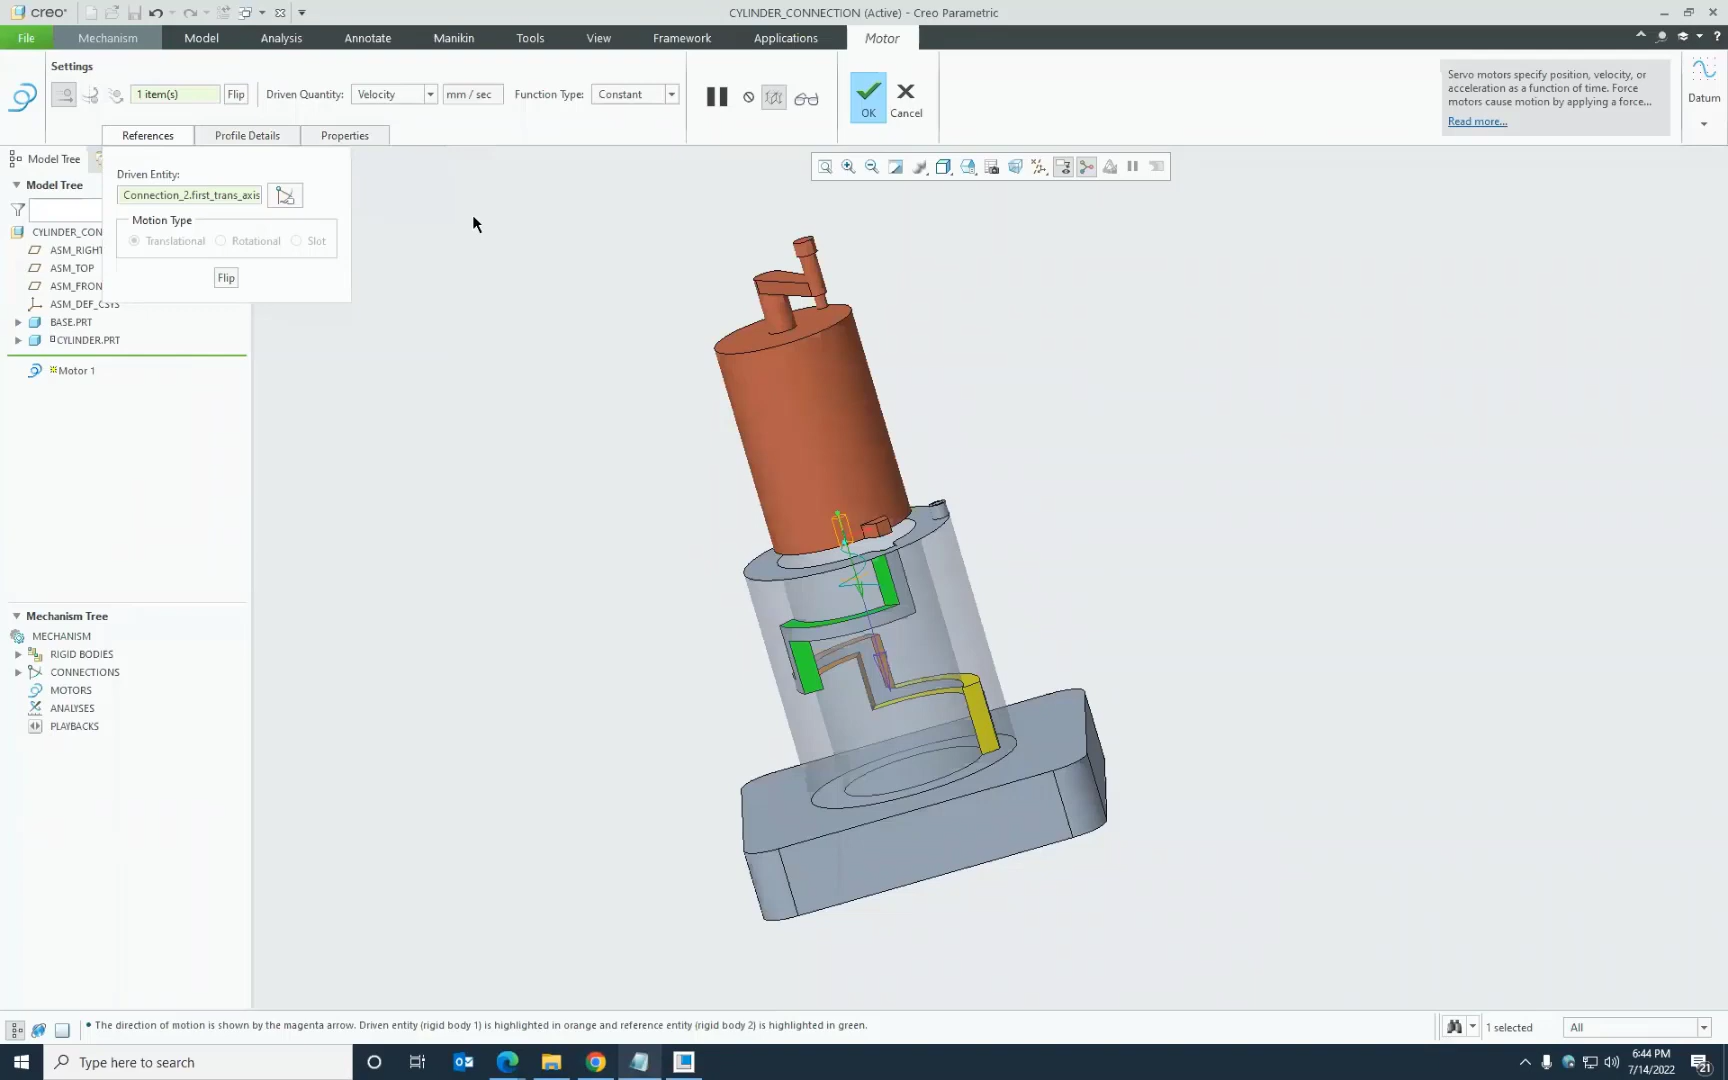 creo
CYLINDER_CONNECTION (Active) - Creo Parametric
File
Mechanism
Model
Analysis
Annotate
Manikin
Tools
View
Framework
Applications
Motor
Settings
1 item(s)
Flip
Driven Quantity:
Velocity
mm / sec
Function Type:
Constant
OK
Cancel
Servo motors specify position, velocity, or
acceleration as a function of time. Force
motors cause motion by applying a force...
Read more...
Datum
References
Profile Details
Properties
Model Tree
Driven Entity:
Connection_2.first_trans_axis
Motion Type
Translational
Rotational
Slot
Flip
Model Tree
CYLINDER_CON
ASM_RIGHT
ASM_TOP
ASM_FRON
ASM_DEF_CSYS
BASE.PRT
CYLINDER.PRT
Motor 1
Mechanism Tree
MECHANISM
RIGID BODIES
CONNECTIONS
MOTORS
ANALYSES
PLAYBACKS
• The direction of motion is shown by the magenta arrow. Driven entity (rigid body 1) is highlighted in orange and reference entity (rigid body 2) is highlighted in green.
1 selected
All
Type here to search
6:44 PM
7/14/2022
21